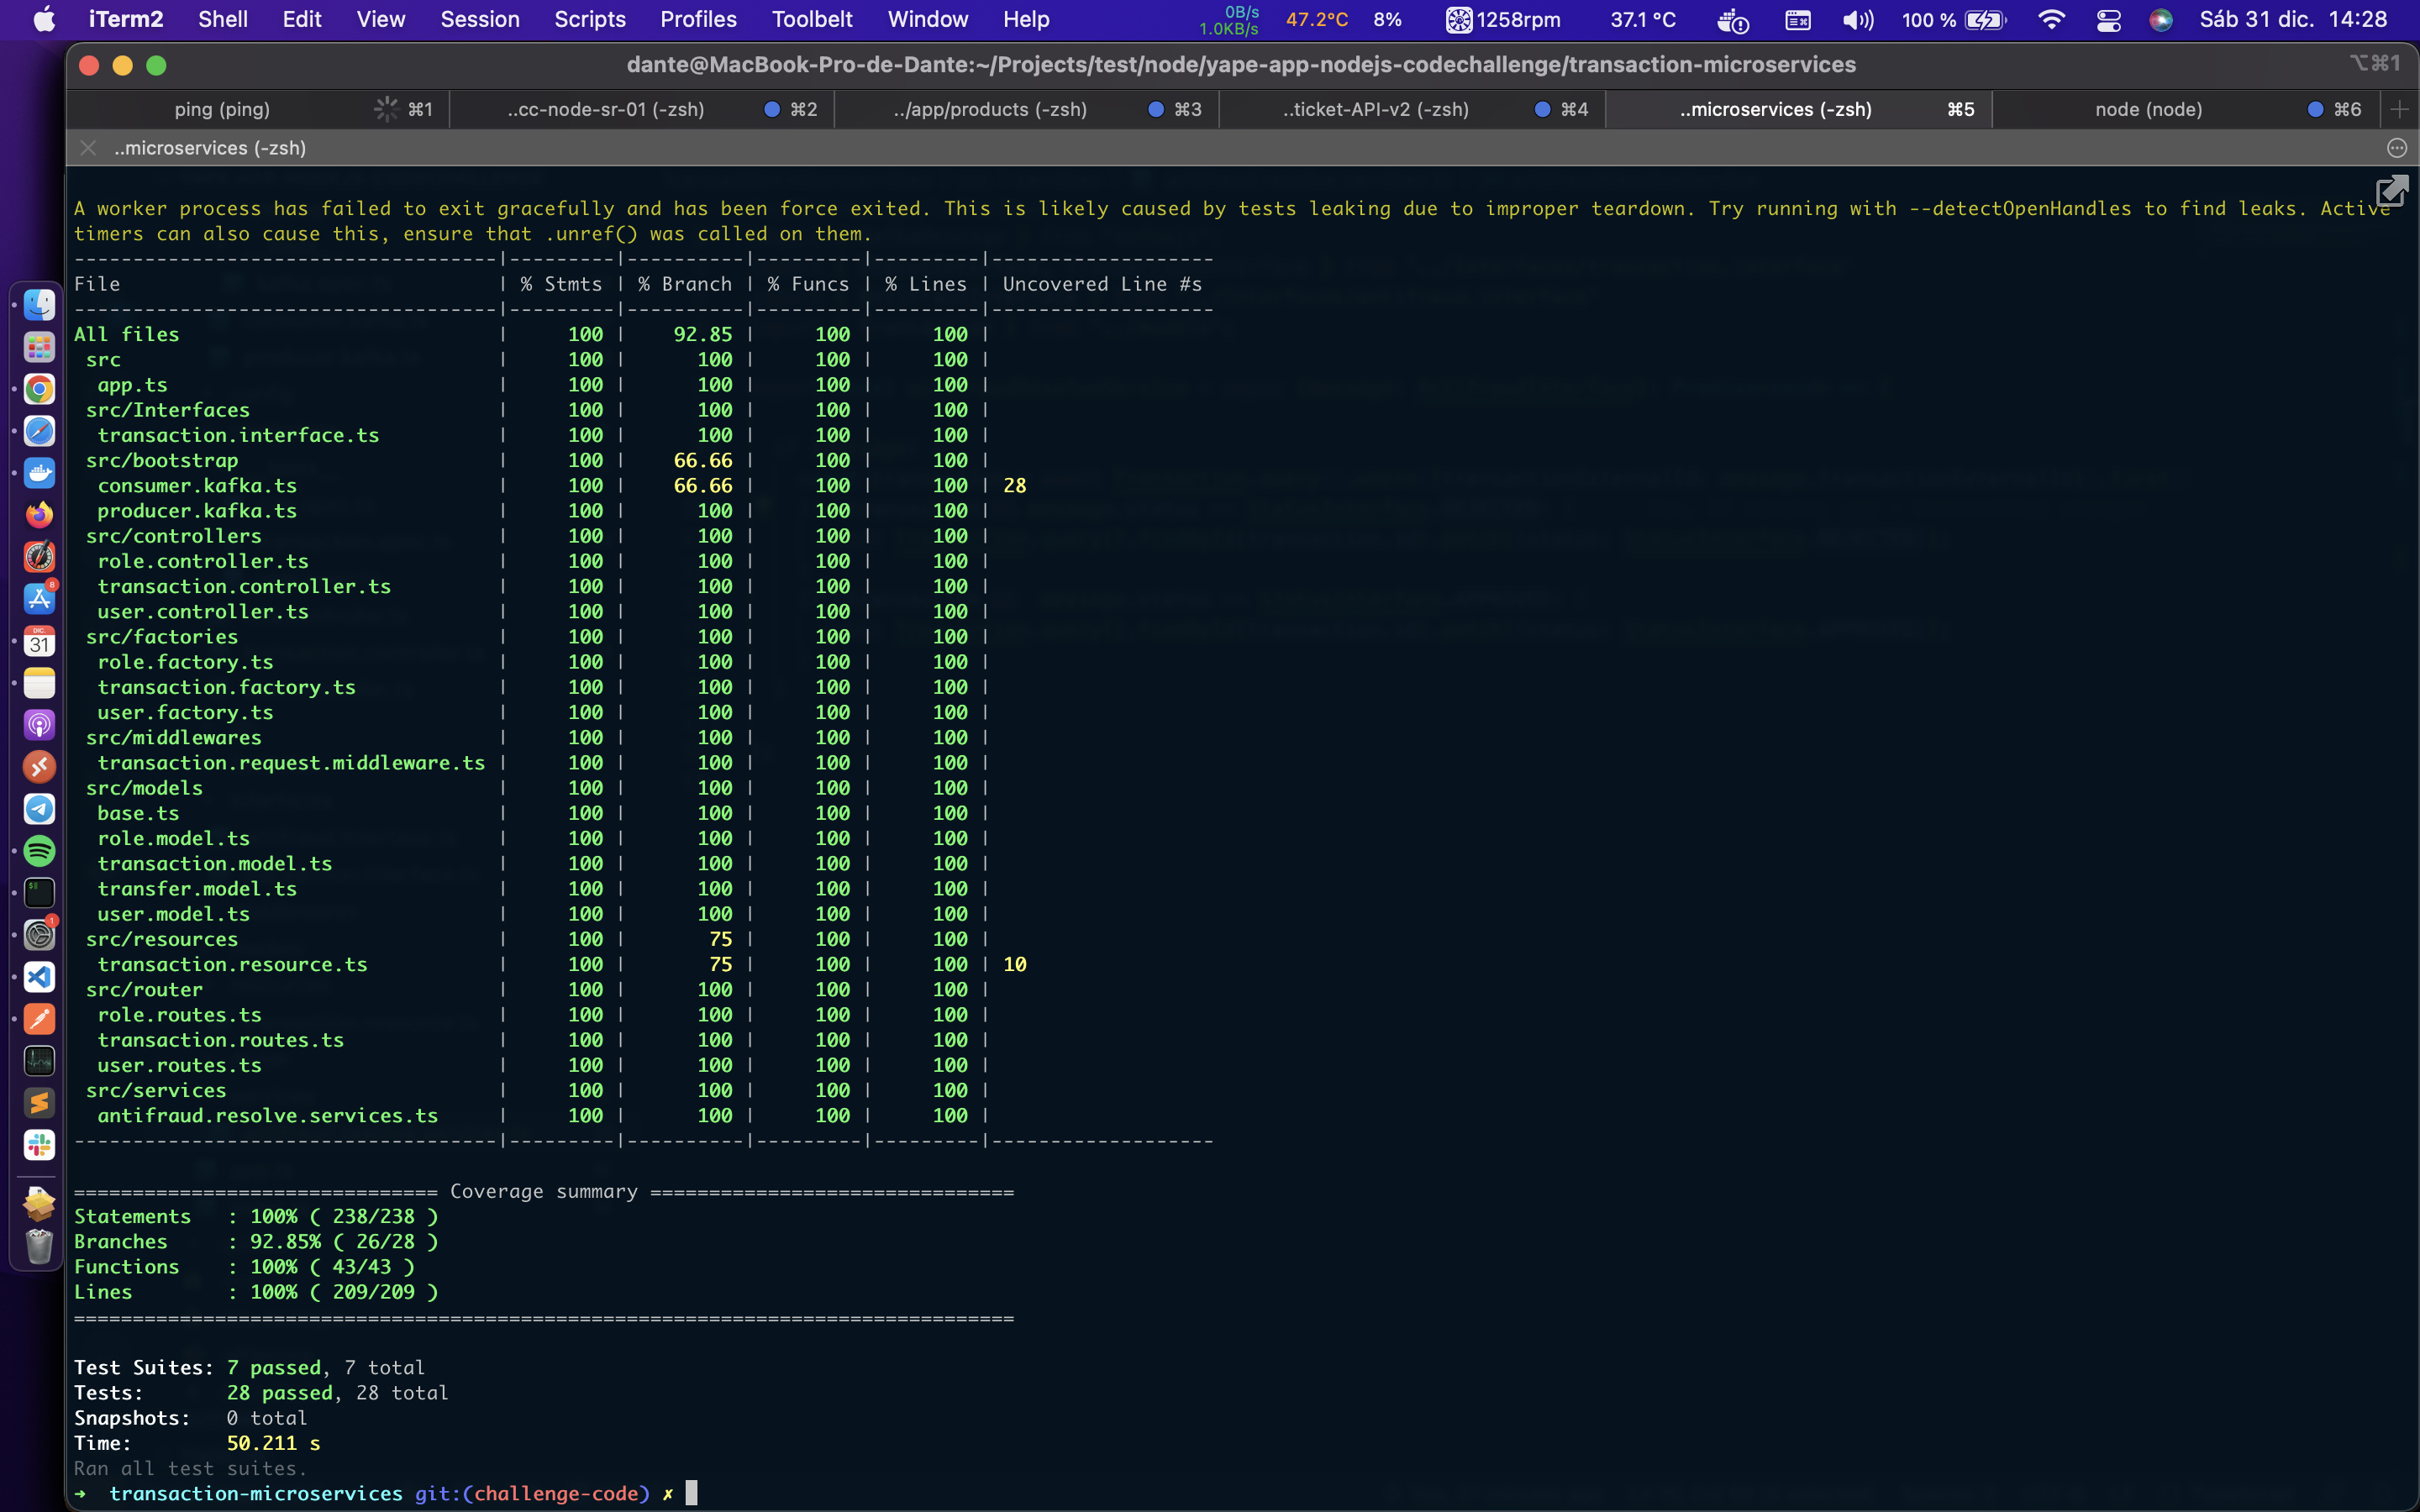 iTerm2 Shell Edit View Session Scripts Profiles Toolbelt Window Help 0B/s 1.0KB/s 47.2°C 8% 1258rpm 37.1 °C 100 % Sáb 31 dic. 14:28
dante@MacBook-Pro-de-Dante:~/Projects/test/node/yape-app-nodejs-codechallenge/transaction-microservices ⌥⌘1
ping (ping) ⌘1 ..cc-node-sr-01 (-zsh) ⌘2 ../app/products (-zsh) ⌘3 ..ticket-API-v2 (-zsh) ⌘4 ..microservices (-zsh) ⌘5 node (node) ⌘6
..microservices (-zsh)
A worker process has failed to exit gracefully and has been force exited. This is likely caused by tests leaking due to improper teardown. Try running with --detectOpenHandles to find leaks. Active
timers can also cause this, ensure that .unref() was called on them.
------------------------------------|---------|----------|---------|---------|-------------------
File | % Stmts | % Branch | % Funcs | % Lines | Uncovered Line #s
------------------------------------|---------|----------|---------|---------|-------------------
All files | 100 | 92.85 | 100 | 100 |
src | 100 | 100 | 100 | 100 |
app.ts | 100 | 100 | 100 | 100 |
src/Interfaces | 100 | 100 | 100 | 100 |
transaction.interface.ts | 100 | 100 | 100 | 100 |
src/bootstrap | 100 | 66.66 | 100 | 100 |
consumer.kafka.ts | 100 | 66.66 | 100 | 100 | 28
producer.kafka.ts | 100 | 100 | 100 | 100 |
src/controllers | 100 | 100 | 100 | 100 |
role.controller.ts | 100 | 100 | 100 | 100 |
transaction.controller.ts | 100 | 100 | 100 | 100 |
user.controller.ts | 100 | 100 | 100 | 100 |
src/factories | 100 | 100 | 100 | 100 |
role.factory.ts | 100 | 100 | 100 | 100 |
transaction.factory.ts | 100 | 100 | 100 | 100 |
user.factory.ts | 100 | 100 | 100 | 100 |
src/middlewares | 100 | 100 | 100 | 100 |
transaction.request.middleware.ts | 100 | 100 | 100 | 100 |
src/models | 100 | 100 | 100 | 100 |
base.ts | 100 | 100 | 100 | 100 |
role.model.ts | 100 | 100 | 100 | 100 |
transaction.model.ts | 100 | 100 | 100 | 100 |
transfer.model.ts | 100 | 100 | 100 | 100 |
user.model.ts | 100 | 100 | 100 | 100 |
src/resources | 100 | 75 | 100 | 100 |
transaction.resource.ts | 100 | 75 | 100 | 100 | 10
src/router | 100 | 100 | 100 | 100 |
role.routes.ts | 100 | 100 | 100 | 100 |
transaction.routes.ts | 100 | 100 | 100 | 100 |
user.routes.ts | 100 | 100 | 100 | 100 |
src/services | 100 | 100 | 100 | 100 |
antifraud.resolve.services.ts | 100 | 100 | 100 | 100 |
------------------------------------|---------|----------|---------|---------|-------------------
=============================== Coverage summary ===============================
Statements : 100% ( 238/238 )
Branches : 92.85% ( 26/28 )
Functions : 100% ( 43/43 )
Lines : 100% ( 209/209 )
================================================================================
Test Suites: 7 passed, 7 total
Tests: 28 passed, 28 total
Snapshots: 0 total
Time: 50.211 s
Ran all test suites.
➜ transaction-microservices git:(challenge-code) ✗